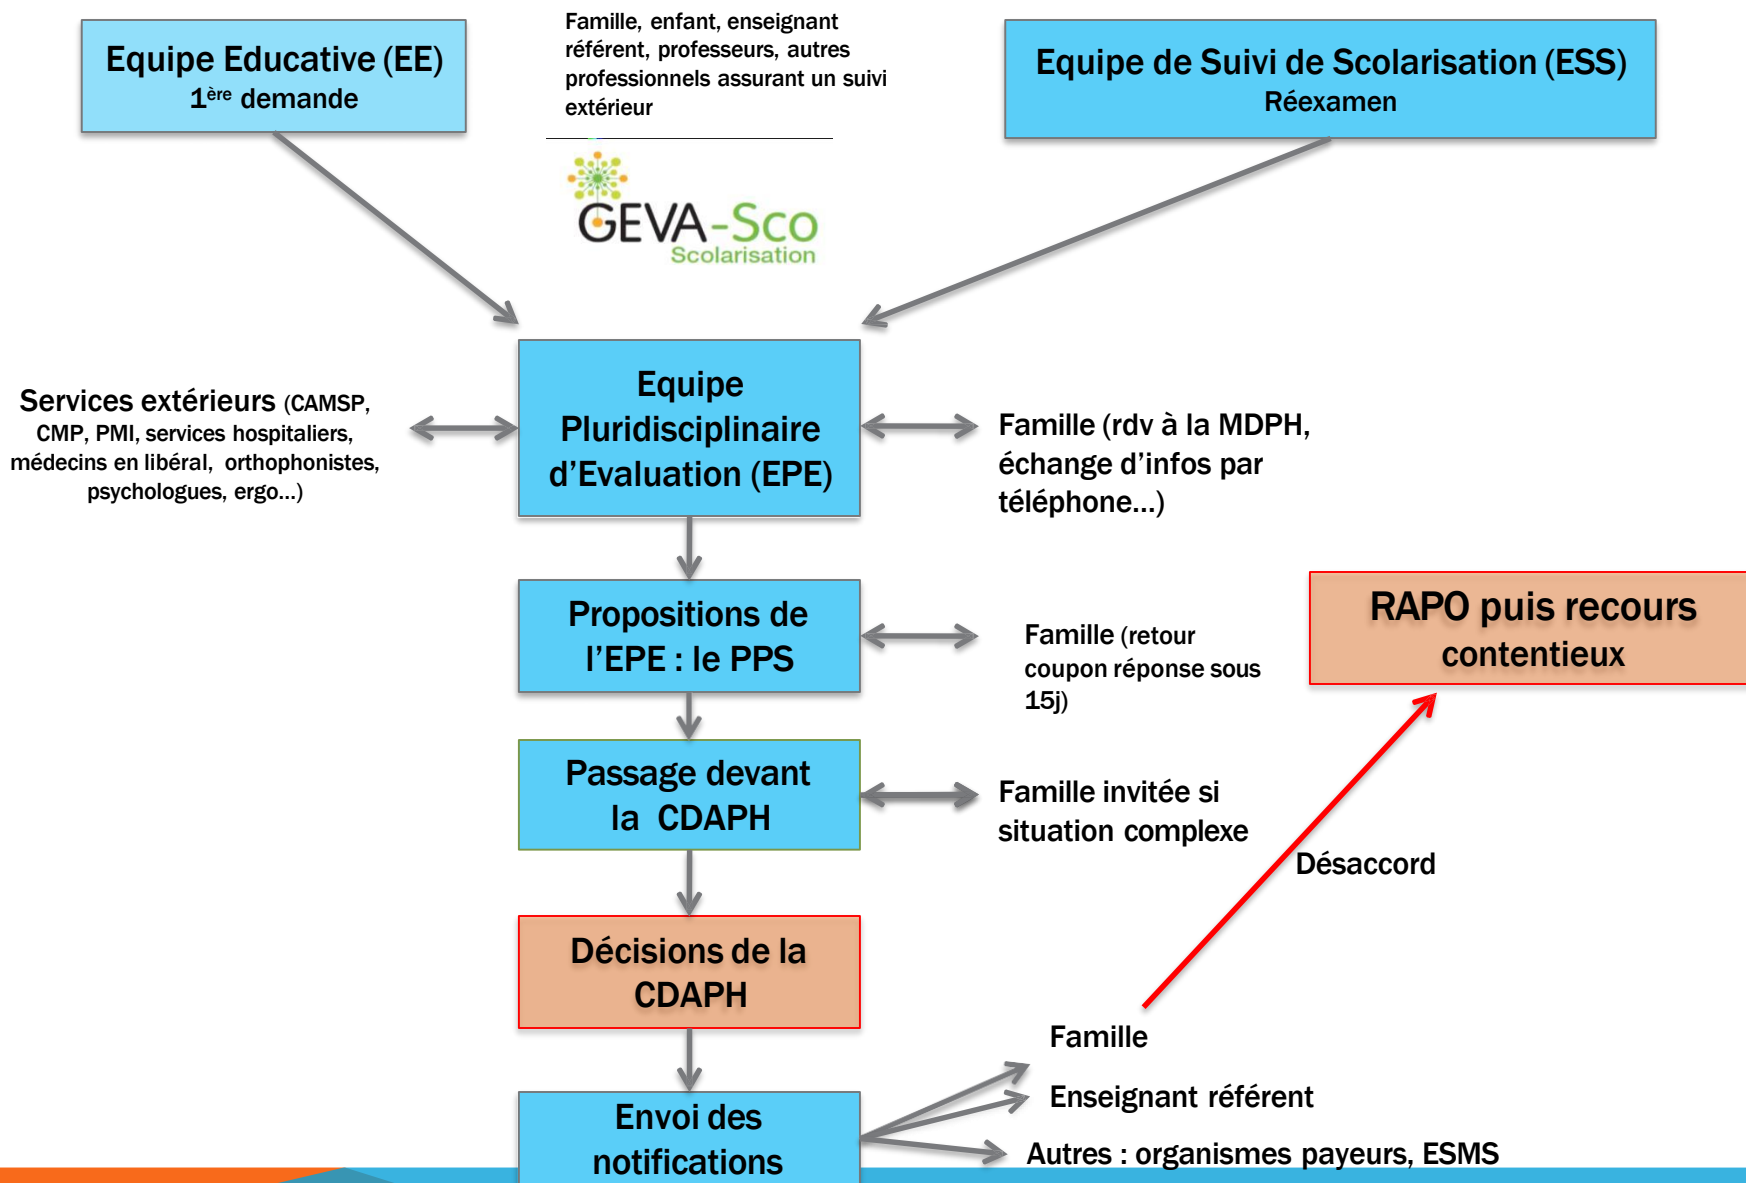 Equipe Educative (EE)
1ère demande
Famille, enfant, enseignant
référent, professeurs, autres
professionnels assurant un suivi
extérieur
Equipe de Suivi de Scolarisation (ESS)
Réexamen
GEVA-Sco
Scolarisation
Equipe
Pluridisciplinaire
d’Evaluation (EPE)
Services extérieurs (CAMSP,
CMP, PMI, services hospitaliers,
médecins en libéral, orthophonistes,
psychologues, ergo…)
Famille (rdv à la MDPH,
échange d’infos par
téléphone…)
Propositions de
l’EPE : le PPS
Famille (retour
coupon réponse sous
15j)
RAPO puis recours
contentieux
Passage devant
la CDAPH
Famille invitée si
situation complexe
Désaccord
Décisions de la
CDAPH
Famille
Enseignant référent
Envoi des
notifications
Autres : organismes payeurs, ESMS